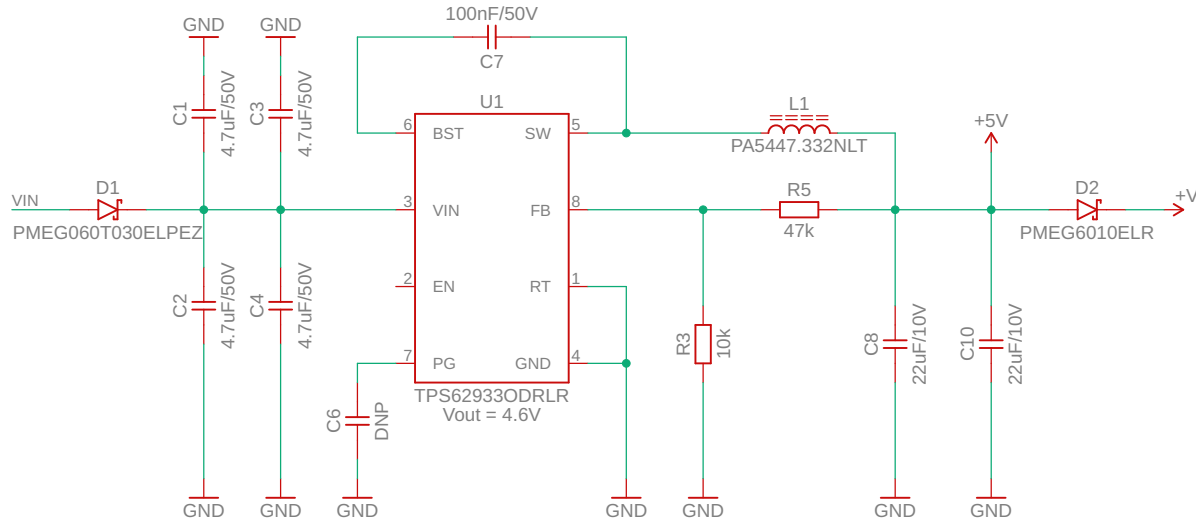 GND
GND
100nF/50V
C7
C1
4.7uF/50V
C3
4.7uF/50V
U1
L1
PA5447.332NLT
+5V
6
BST
SW
5
VIN
D1
PMEG060T030ELPEZ
3
VIN
FB
8
R5
47k
D2
PMEG6010ELR
+V
C2
4.7uF/50V
C4
4.7uF/50V
2
EN
RT
1
7
PG
GND
4
TPS62933ODRLR
Vout = 4.6V
C6
DNP
R3
10k
C8
22uF/10V
C10
22uF/10V
GND
GND
GND
GND
GND
GND
GND